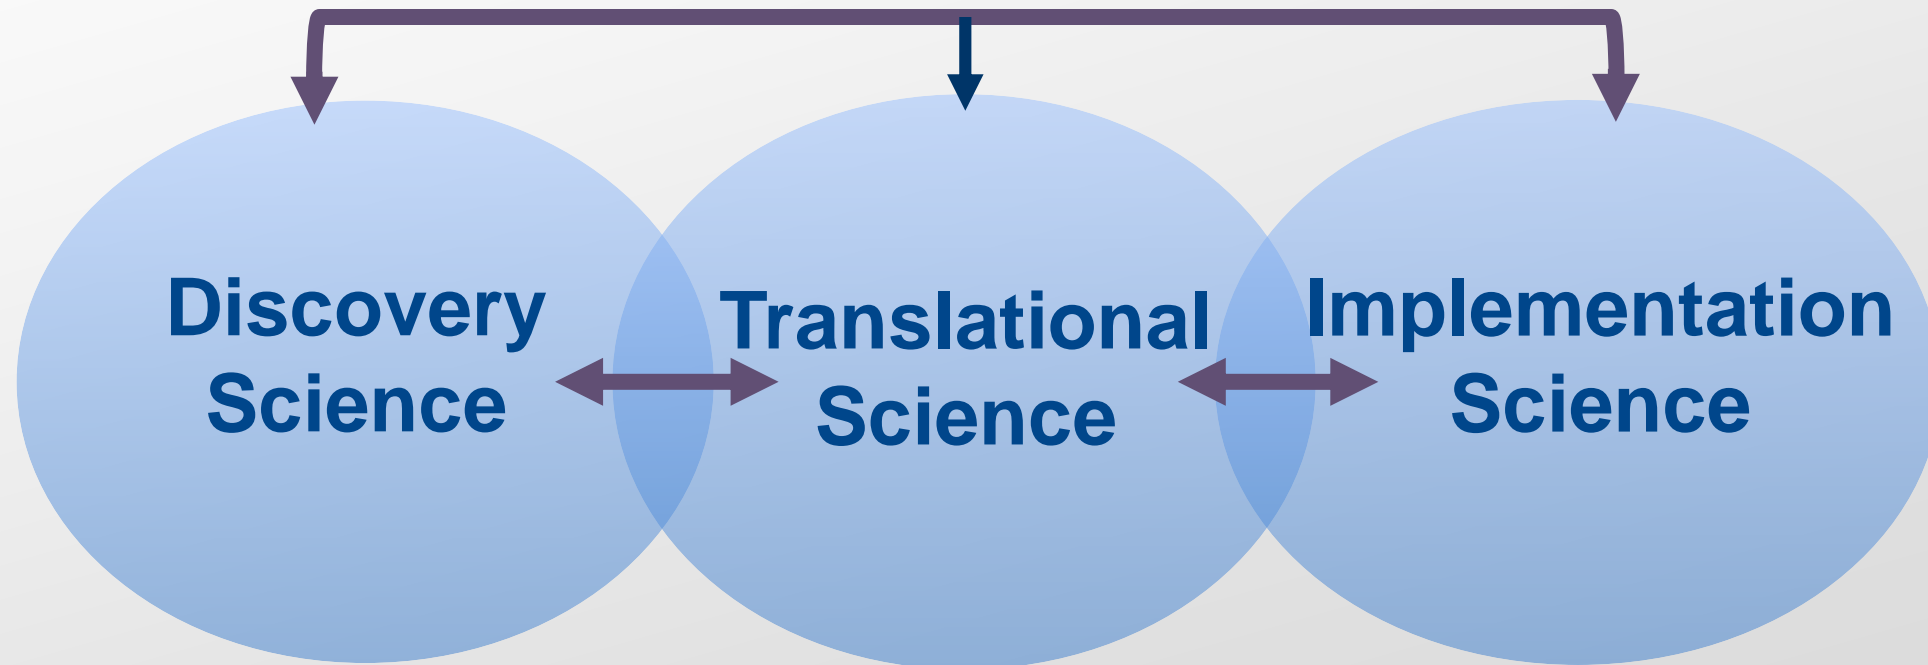 Discovery
Science
Translational
Science
Implementation
Science